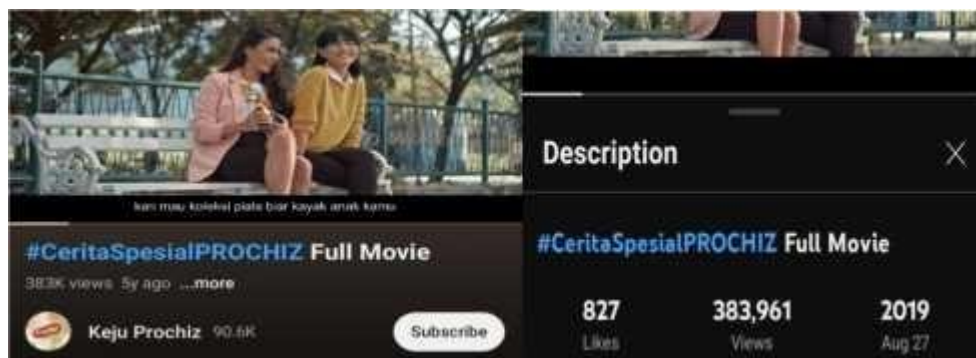 kan mau koleksi piala biar kayak anak kamu
#CeritaSpesialPROCHIZ Full Movie
383K views 5y ago ...more
Keju Prochiz 90.6K
Subscribe
Description
#CeritaSpesialPROCHIZ Full Movie
827 383,961 2019
Likes Views Aug 27